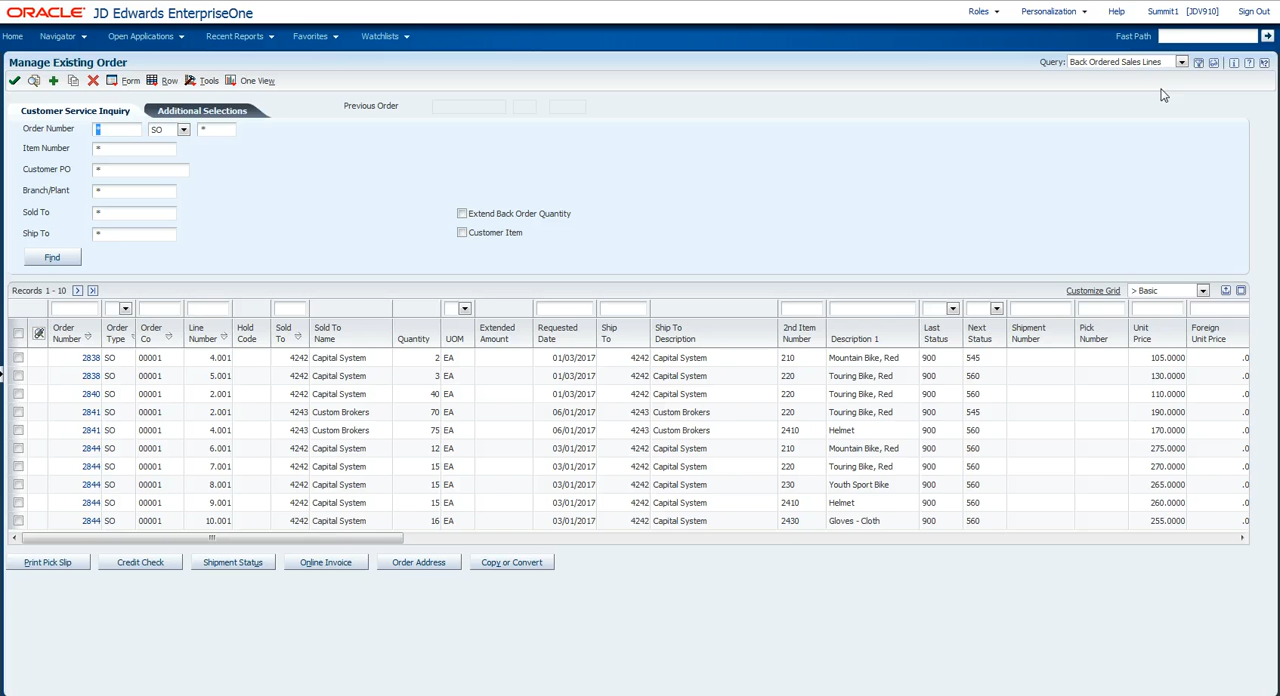 ORACLE JD Edwards EnterpriseOne Roles Personalization Help Summit1 [JDV910] Sign Out
Home Navigator Open Applications Recent Reports Favorites Watchlists Fast Path
Manage Existing Order Query: Back Ordered Sales Lines
Form Row Tools One View
Customer Service Inquiry Additional Selections Previous Order
Order Number * SO *
Item Number *
Customer PO *
Branch/Plant *
Sold To * Extend Back Order Quantity
Ship To * Customer Item
Find
Records 1 - 10 Customize Grid > Basic
Order Number Order Type Order Co Line Number Hold Code Sold To Sold To Name Quantity UOM Extended Amount Requested Date Ship To Ship To Description 2nd Item Number Description 1 Last Status Next Status Shipment Number Pick Number Unit Price Foreign Unit Price
2838 SO 00001 4.001 4242 Capital System 2 EA 01/03/2017 4242 Capital System 210 Mountain Bike, Red 900 545 105.0000 .0
2838 SO 00001 5.001 4242 Capital System 3 EA 01/03/2017 4242 Capital System 220 Touring Bike, Red 900 560 130.0000 .0
2840 SO 00001 2.001 4242 Capital System 40 EA 01/03/2017 4242 Capital System 220 Touring Bike, Red 900 560 110.0000 .0
2841 SO 00001 2.001 4243 Custom Brokers 70 EA 06/01/2017 4243 Custom Brokers 220 Touring Bike, Red 900 545 190.0000 .0
2841 SO 00001 4.001 4243 Custom Brokers 75 EA 06/01/2017 4243 Custom Brokers 2410 Helmet 900 560 170.0000 .0
2844 SO 00001 6.001 4242 Capital System 12 EA 03/01/2017 4242 Capital System 210 Mountain Bike, Red 900 560 275.0000 .0
2844 SO 00001 7.001 4242 Capital System 15 EA 03/01/2017 4242 Capital System 220 Touring Bike, Red 900 560 270.0000 .0
2844 SO 00001 8.001 4242 Capital System 15 EA 03/01/2017 4242 Capital System 230 Youth Sport Bike 900 560 265.0000 .0
2844 SO 00001 9.001 4242 Capital System 15 EA 03/01/2017 4242 Capital System 2410 Helmet 900 560 260.0000 .0
2844 SO 00001 10.001 4242 Capital System 16 EA 03/01/2017 4242 Capital System 2430 Gloves - Cloth 900 560 255.0000 .0
Print Pick Slip Credit Check Shipment Status Online Invoice Order Address Copy or Convert